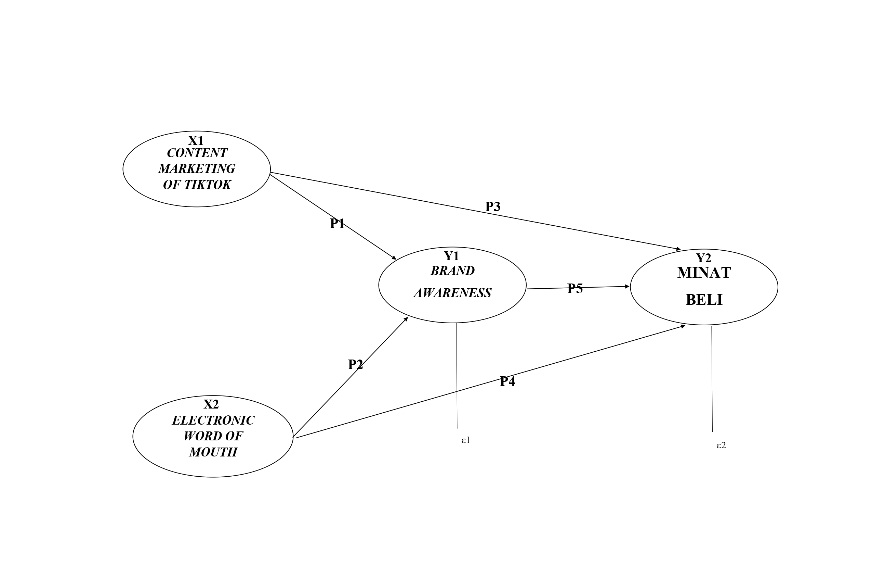 X1
CONTENT
MARKETING
OF TIKTOK
P3
P1
Y1
BRAND
AWARENESS
Y2
MINAT
BELI
P5
P2
P4
X2
ELECTRONIC
WORD OF
MOUTH
ε1
ε2